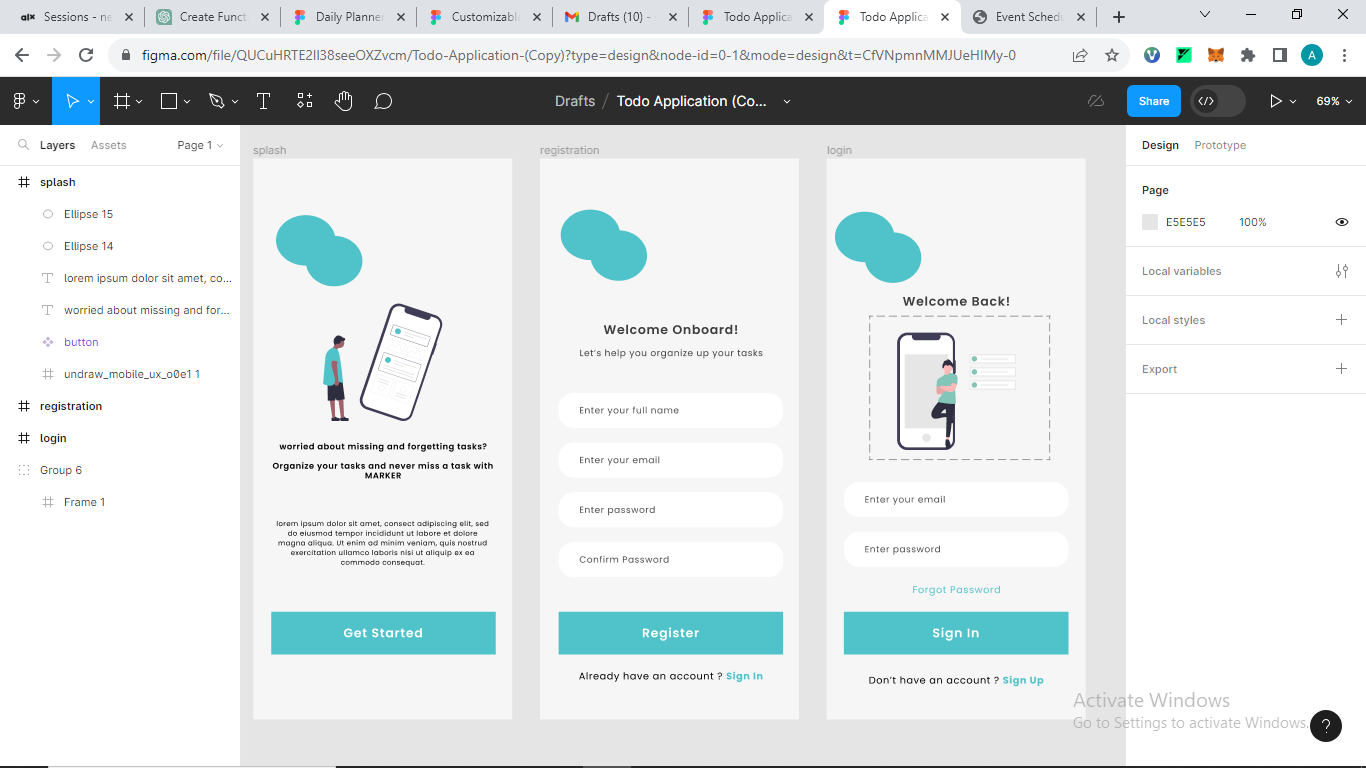 Sessions - ne
Create Funct
Daily Planner
Customizable
Drafts (10) -
Todo Applica
Todo Applica
Event Schedu
figma.com/file/QUCuHRTE2lI38seeOXZvcm/Todo-Application-(Copy)?type=design&node-id=0-1&mode=design&t=CfVNpmnMMJUeHIMy-0
A
Drafts / Todo Application (Co...
Share
69%
Layers
Assets
Page 1
splash
Ellipse 15
Ellipse 14
lorem ipsum dolor sit amet, co...
worried about missing and for...
button
undraw_mobile_ux_o0e1 1
registration
login
Group 6
Frame 1
splash
worried about missing and forgetting tasks?
Organize your tasks and never miss a task with
MARKER
lorem ipsum dolor sit amet, consect adipiscing elit, sed
do eiusmod tempor incididunt ut labore et dolore
magna aliqua. Ut enim ad minim veniam, quis nostrud
exercitation ullamco laboris nisi ut aliquip ex ea
commodo consequat.
Get Started
registration
Welcome Onboard!
Let's help you organize up your tasks
Enter your full name
Enter your email
Enter password
Confirm Password
Register
Already have an account ? Sign In
login
Welcome Back!
Enter your email
Enter password
Forgot Password
Sign In
Don't have an account ? Sign Up
Design
Prototype
Page
E5E5E5
100%
Local variables
Local styles
Export
Activate Windows
Go to Settings to activate Windows.
?